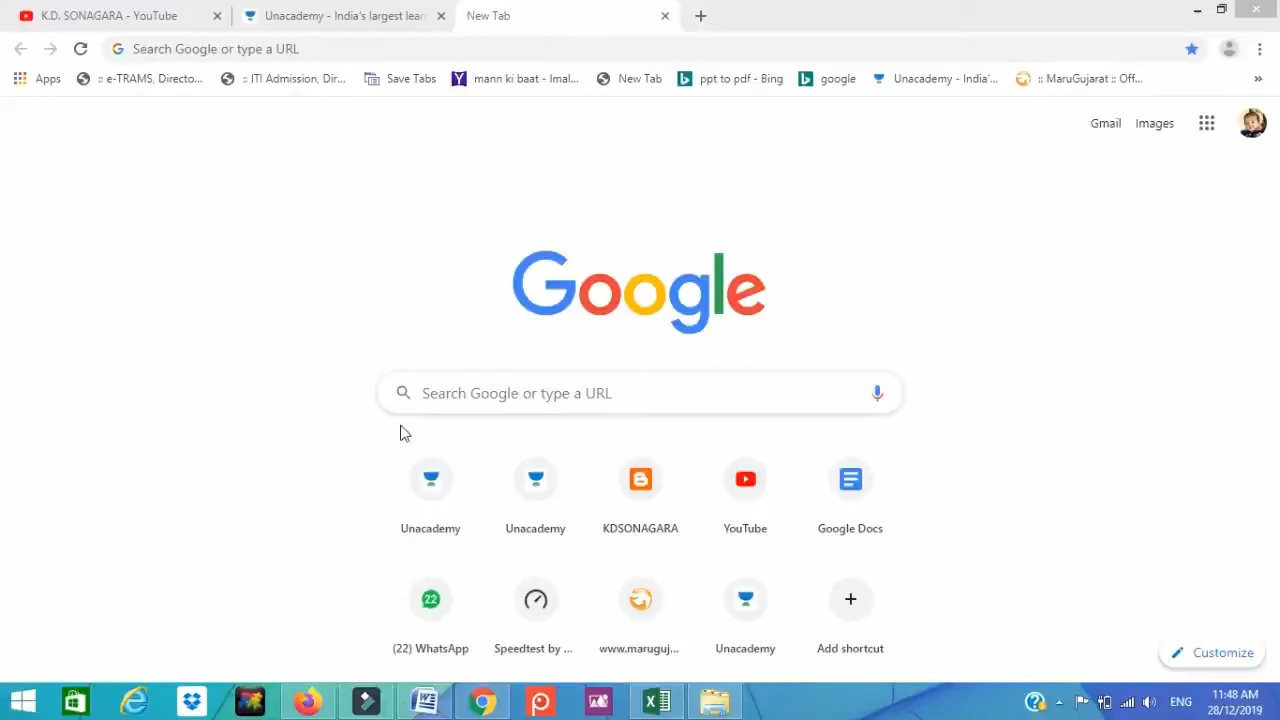 K.D. SONAGARA - YouTube
Unacademy - India's largest lear
New Tab
Search Google or type a URL
Apps
:: e-TRAMS, Directo...
:: ITI Admission, Dir...
Save Tabs
mann ki baat - Imal...
New Tab
ppt to pdf - Bing
google
Unacademy - India'...
:: MaruGujarat :: Off...
»
Gmail
Images
Google
Search Google or type a URL
Unacademy
Unacademy
KDSONAGARA
YouTube
Google Docs
22
(22) WhatsApp
Speedtest by ...
www.maruguj...
Unacademy
Add shortcut
Customize
ENG
11:48 AM
28/12/2019